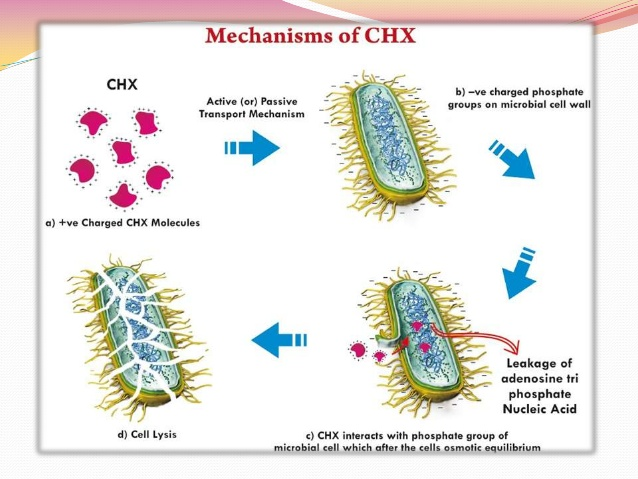 Mechanisms of CHX
CHX
a) +ve Charged CHX Molecules
Active (or) Passive
Transport Mechanism
b) –ve charged phosphate
groups on microbial cell wall
Leakage of
adenosine tri
phosphate
Nucleic Acid
c) CHX interacts with phosphate group of
microbial cell which after the cells osmotic equilibrium
d) Cell Lysis